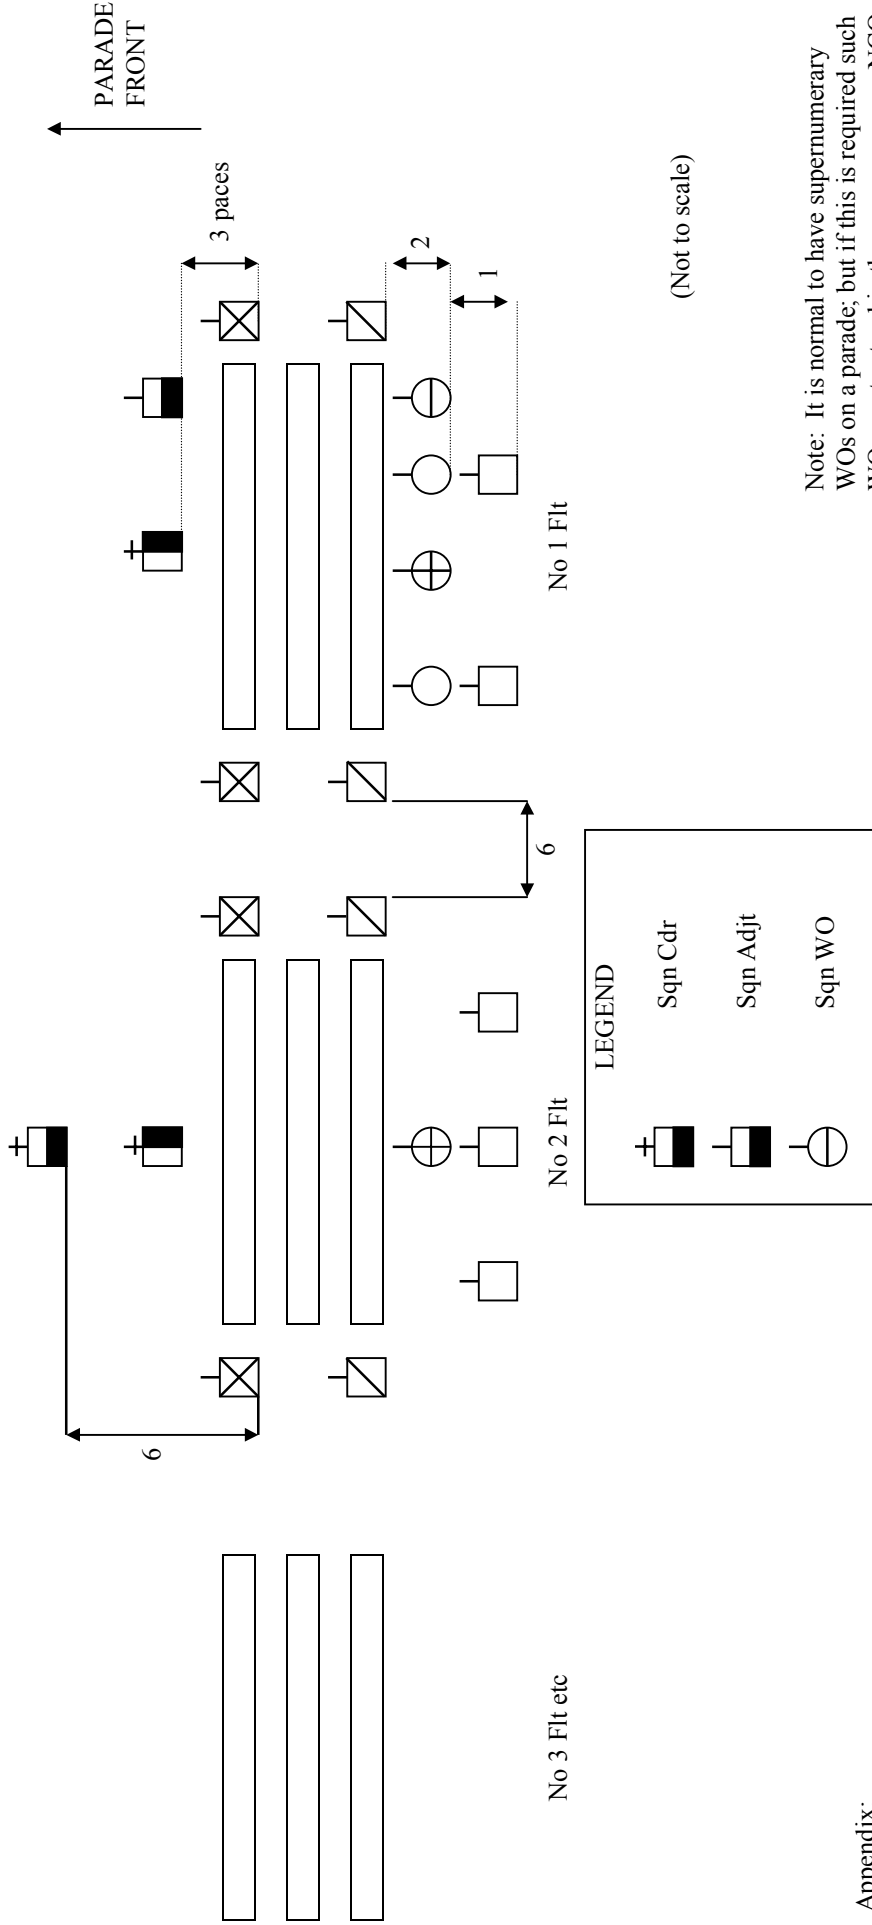 PARADE
FRONT
3 paces
2
1
6
6
No 1 Flt
No 2 Flt
No 3 Flt etc
(Not to scale)
LEGEND
Sqn Cdr
Sqn Adjt
Sqn WO
Note: It is normal to have supernumerary
WOs on a parade; but if this is required such
Appendix: